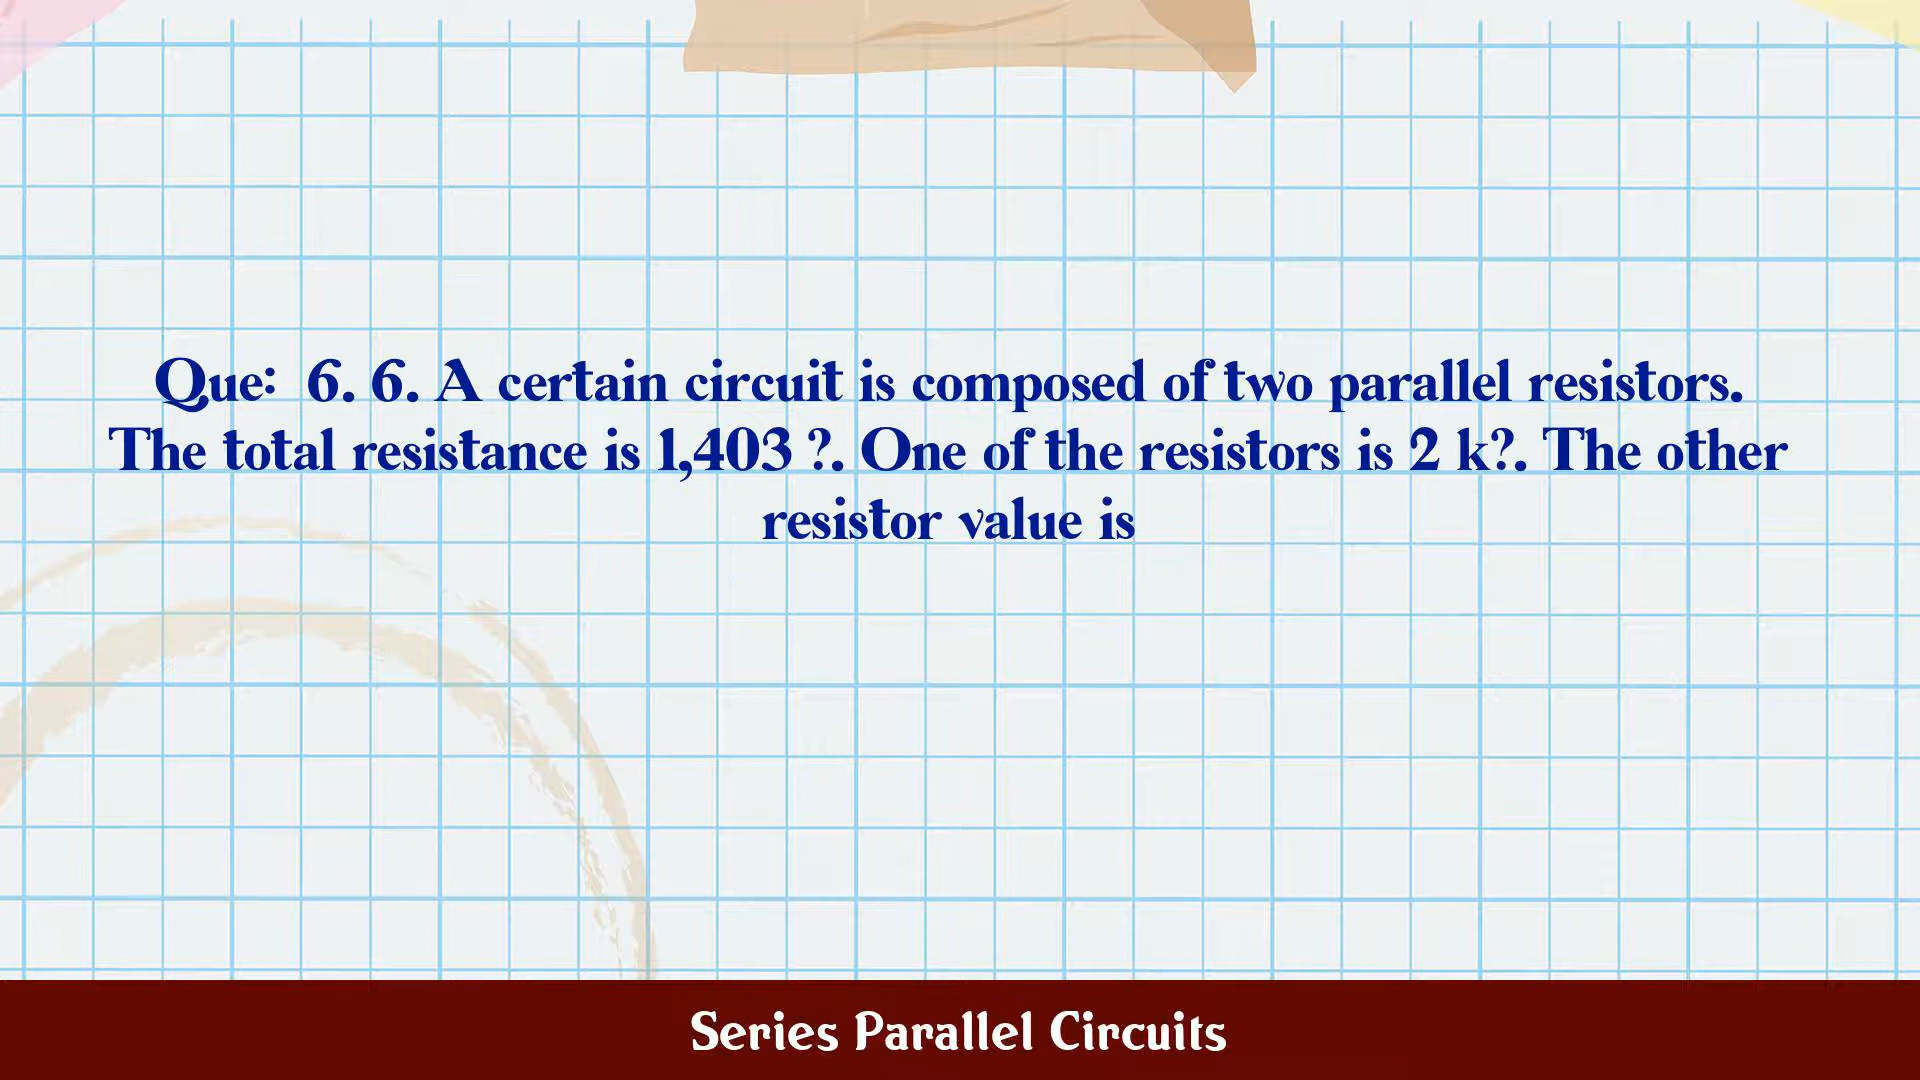 Que: 6. 6. A certain circuit is composed of two parallel resistors.
The total resistance is 1,403 ?. One of the resistors is 2 k?. The other
resistor value is
Series Parallel Circuits